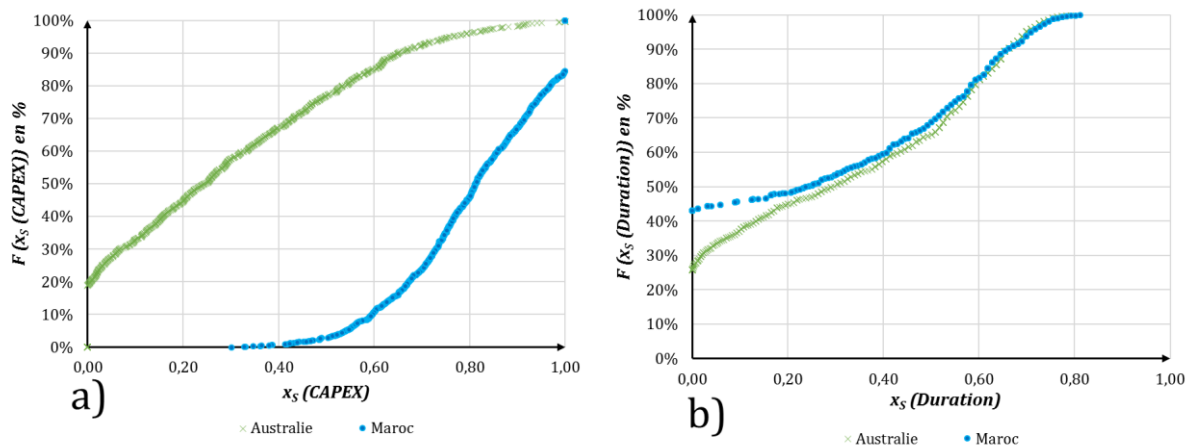 100%
90%
80%
70%
60%
50%
40%
30%
20%
10%
0%
F (xS (CAPEX)) en %
0,00 0,20 0,40 0,60 0,80 1,00
xS (CAPEX)
a)
Australie Maroc
100%
90%
80%
70%
60%
50%
40%
30%
20%
10%
0%
F (xS (Duration)) en %
0,00 0,20 0,40 0,60 0,80 1,00
xS (Duration)
b)
Australie Maroc